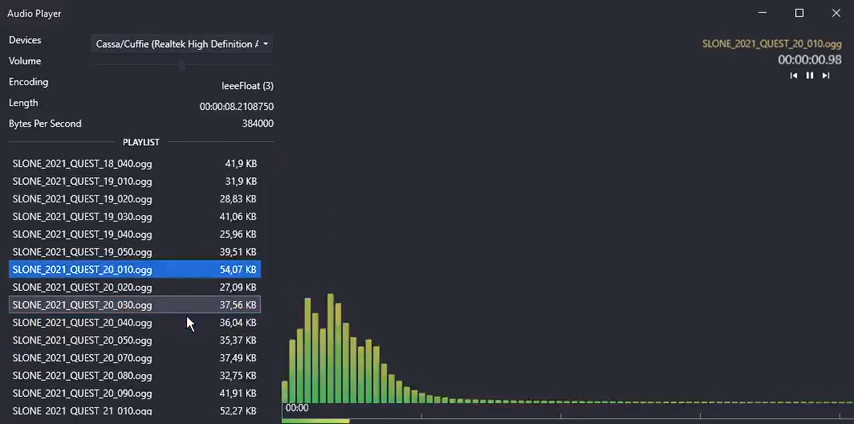 Audio Player
Devices
Cassa/Cuffie (Realtek High Definition A
Volume
Encoding
IeeeFloat (3)
Length
00:00:08.2108750
Bytes Per Second
384000
PLAYLIST
SLONE_2021_QUEST_18_040.ogg 41,9 KB
SLONE_2021_QUEST_19_010.ogg 31,9 KB
SLONE_2021_QUEST_19_020.ogg 28,83 KB
SLONE_2021_QUEST_19_030.ogg 41,06 KB
SLONE_2021_QUEST_19_040.ogg 25,96 KB
SLONE_2021_QUEST_19_050.ogg 39,51 KB
SLONE_2021_QUEST_20_010.ogg 54,07 KB
SLONE_2021_QUEST_20_020.ogg 27,09 KB
SLONE_2021_QUEST_20_030.ogg 37,56 KB
SLONE_2021_QUEST_20_040.ogg 36,04 KB
SLONE_2021_QUEST_20_050.ogg 35,37 KB
SLONE_2021_QUEST_20_070.ogg 37,49 KB
SLONE_2021_QUEST_20_080.ogg 32,75 KB
SLONE_2021_QUEST_20_090.ogg 41,91 KB
SLONE_2021_QUEST_21_010.ogg 52,27 KB
SLONE_2021_QUEST_20_010.ogg
00:00:00.98
00:00